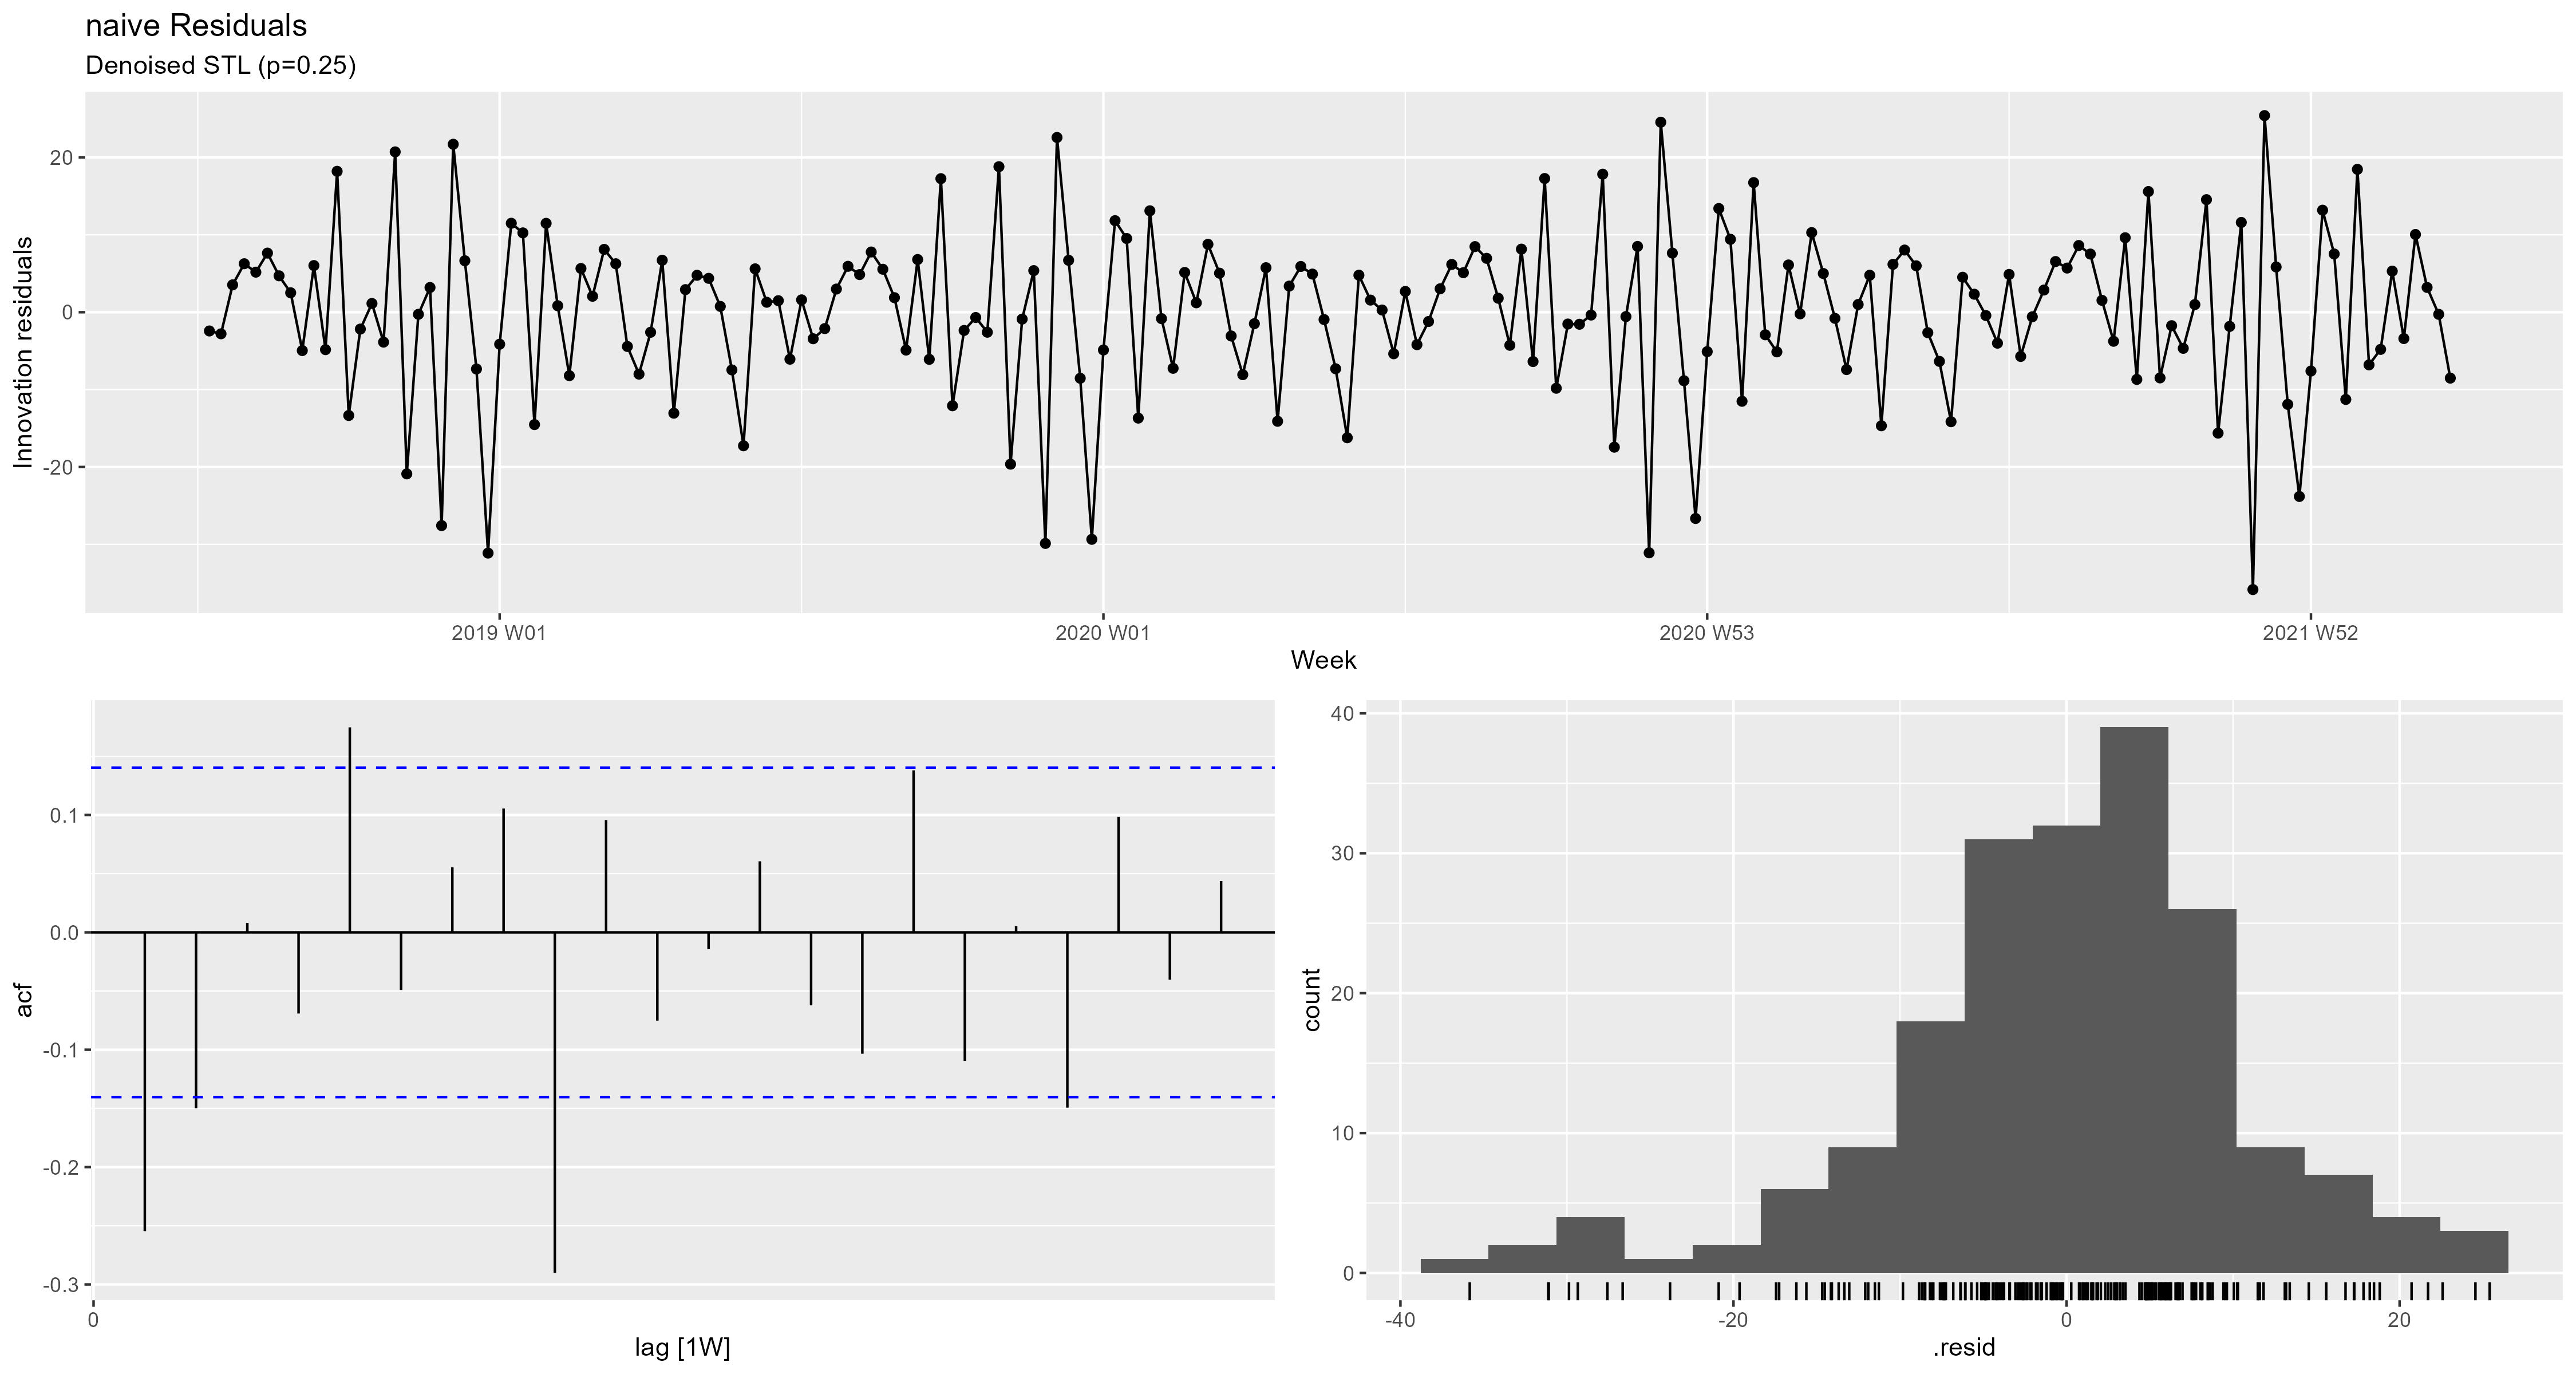 naive Residuals
Denoised STL (p=0.25)
Innovation residuals
20
0
-20
2019 W01
2020 W01
2020 W53
2021 W52
Week
acf
0.1
0.0
-0.1
-0.2
-0.3
0
lag [1W]
count
40
30
20
10
0
-40
-20
0
20
.resid